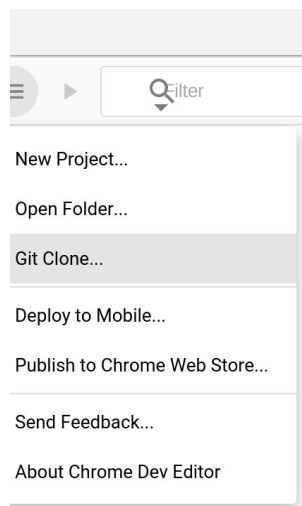 Filter
New Project...
Open Folder...
Git Clone...
Deploy to Mobile...
Publish to Chrome Web Store...
Send Feedback...
About Chrome Dev Editor